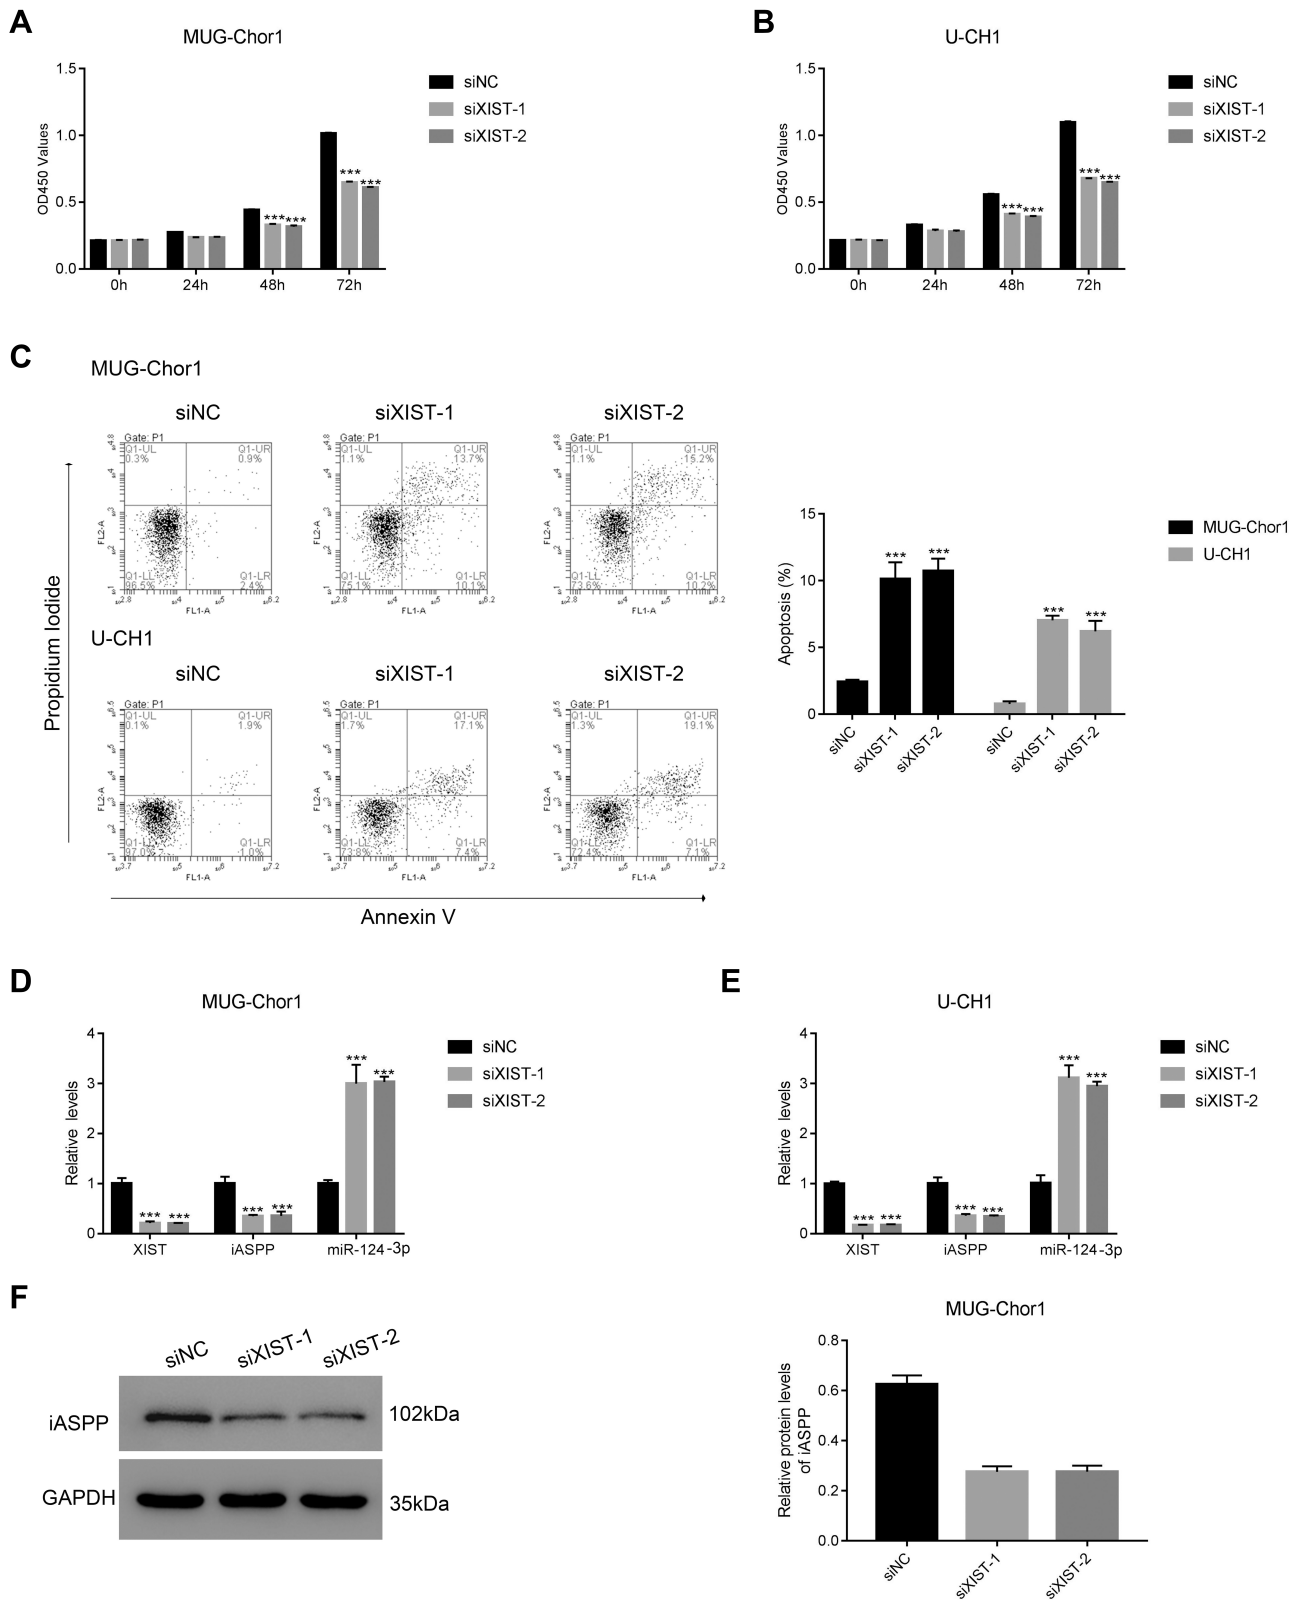 A
MUG-Chor1
1.5
1.0
0.5
0.0
OD450 Values
0h 24h 48h 72h
*** *** *** ***
siNC
siXIST-1
siXIST-2
B
U-CH1
1.5
1.0
0.5
0.0
OD450 Values
0h 24h 48h 72h
*** *** *** ***
siNC
siXIST-1
siXIST-2
C
MUG-Chor1
siNC siXIST-1 siXIST-2
Gate: P1
Q1-UL Q1-UR
0.3% 0.9%
Q1-LL Q1-LR
96.5% 2.4%
FL2-A
FL1-A
Gate: P1
Q1-UL Q1-UR
1.1% 13.7%
Q1-LL Q1-LR
75.1% 10.1%
FL2-A
FL1-A
Gate: P1
Q1-UL Q1-UR
1.1% 15.2%
Q1-LL Q1-LR
73.6% 10.2%
FL2-A
FL1-A
U-CH1
siNC siXIST-1 siXIST-2
Gate: P1
Q1-UL Q1-UR
0.1% 1.9%
Q1-LL Q1-LR
97.0% 1.0%
FL2-A
FL1-A
Gate: P1
Q1-UL Q1-UR
1.7% 17.1%
Q1-LL Q1-LR
73.8% 7.4%
FL2-A
FL1-A
Gate: P1
Q1-UL Q1-UR
1.3% 19.1%
Q1-LL Q1-LR
72.4% 7.1%
FL2-A
FL1-A
Propidium Iodide
Annexin V
15
10
5
0
Apoptosis (%)
*** *** *** ***
siNC siXIST-1 siXIST-2 siNC siXIST-1 siXIST-2
MUG-Chor1
U-CH1
D
MUG-Chor1
4
3
2
1
0
Relative levels
*** *** *** *** *** ***
XIST iASPP miR-124-3p
siNC
siXIST-1
siXIST-2
E
U-CH1
4
3
2
1
0
Relative levels
*** *** *** *** *** ***
XIST iASPP miR-124-3p
siNC
siXIST-1
siXIST-2
F
siNC siXIST-1 siXIST-2
iASPP 102kDa
GAPDH 35kDa
MUG-Chor1
0.8
0.6
0.4
0.2
0.0
Relative protein levels
of iASPP
siNC siXIST-1 siXIST-2